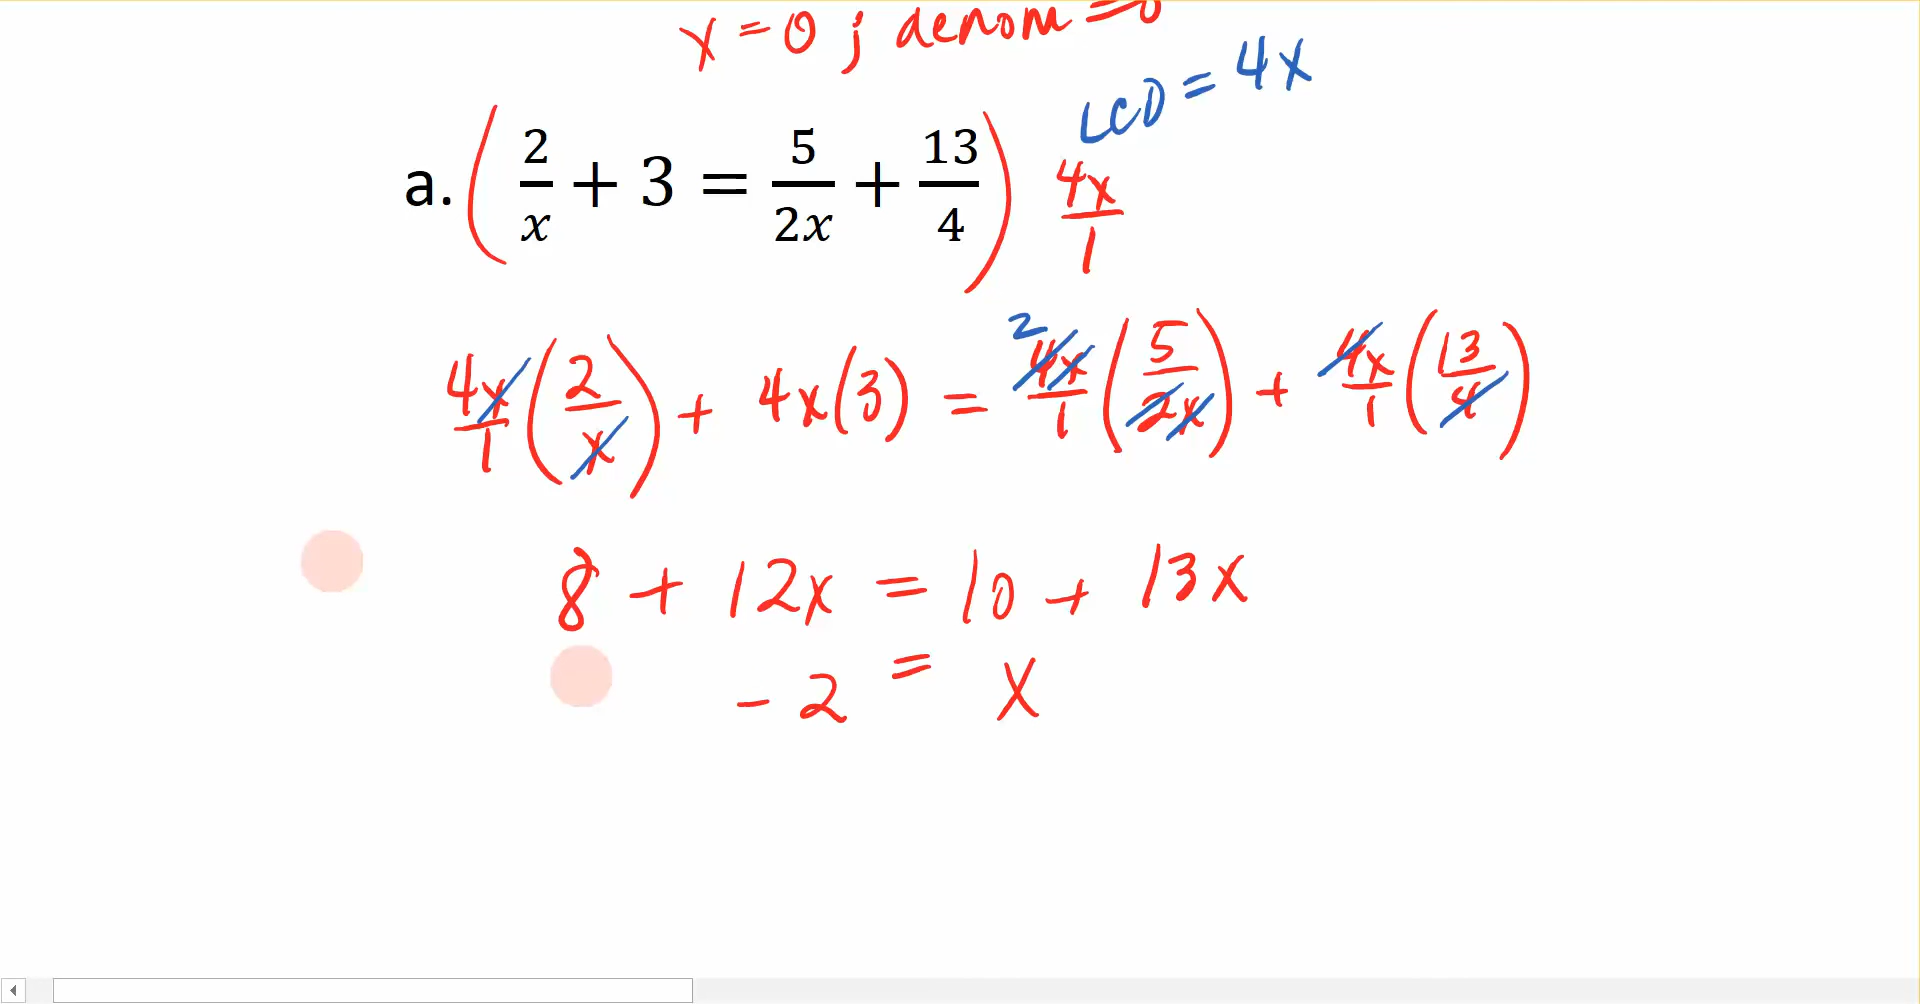 x = 0 ; denom = 0
LCD = 4x
a. ( 2/x + 3 = 5/2x + 13/4 ) 4x/1
4x/1 ( 2/x ) + 4x(3) = 2 4x/1 ( 5/2x ) + 4x/1 ( 13/4 )
8 + 12x = 10 + 13x
-2 = x